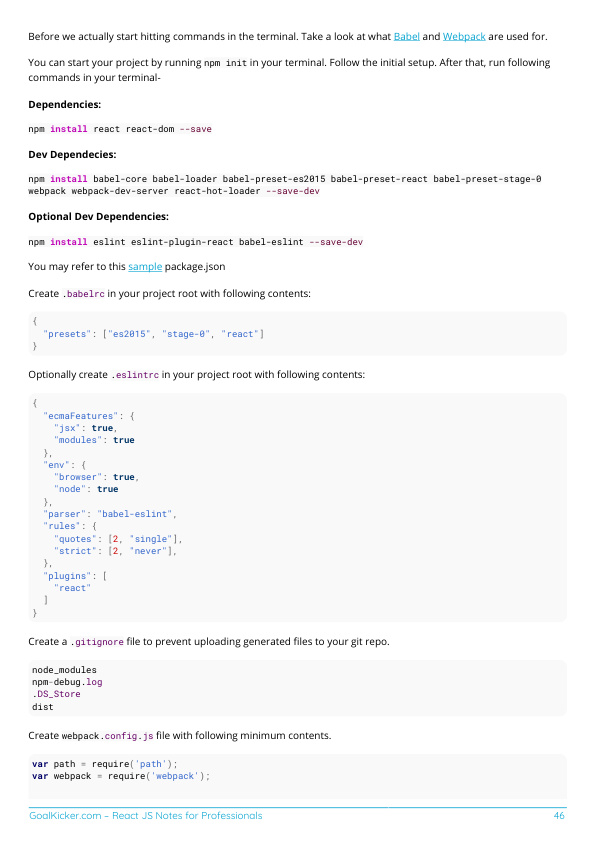 Before we actually start hitting commands in the terminal. Take a look at what Babel and Webpack are used for.
You can start your project by running npm init in your terminal. Follow the initial setup. After that, run following
commands in your terminal-
Dependencies:
npm install react react-dom --save
Dev Dependecies:
npm install babel-core babel-loader babel-preset-es2015 babel-preset-react babel-preset-stage-0
webpack webpack-dev-server react-hot-loader --save-dev
Optional Dev Dependencies:
npm install eslint eslint-plugin-react babel-eslint --save-dev
You may refer to this sample package.json
Create .babelrc in your project root with following contents:
{
  "presets": ["es2015", "stage-0", "react"]
}
Optionally create .eslintrc in your project root with following contents:
{
  "ecmaFeatures": {
    "jsx": true,
    "modules": true
  },
  "env": {
    "browser": true,
    "node": true
  },
  "parser": "babel-eslint",
  "rules": {
    "quotes": [2, "single"],
    "strict": [2, "never"],
  },
  "plugins": [
    "react"
  ]
}
Create a .gitignore file to prevent uploading generated files to your git repo.
node_modules
npm-debug.log
.DS_Store
dist
Create webpack.config.js file with following minimum contents.
var path = require('path');
var webpack = require('webpack');
GoalKicker.com – React JS Notes for Professionals 46